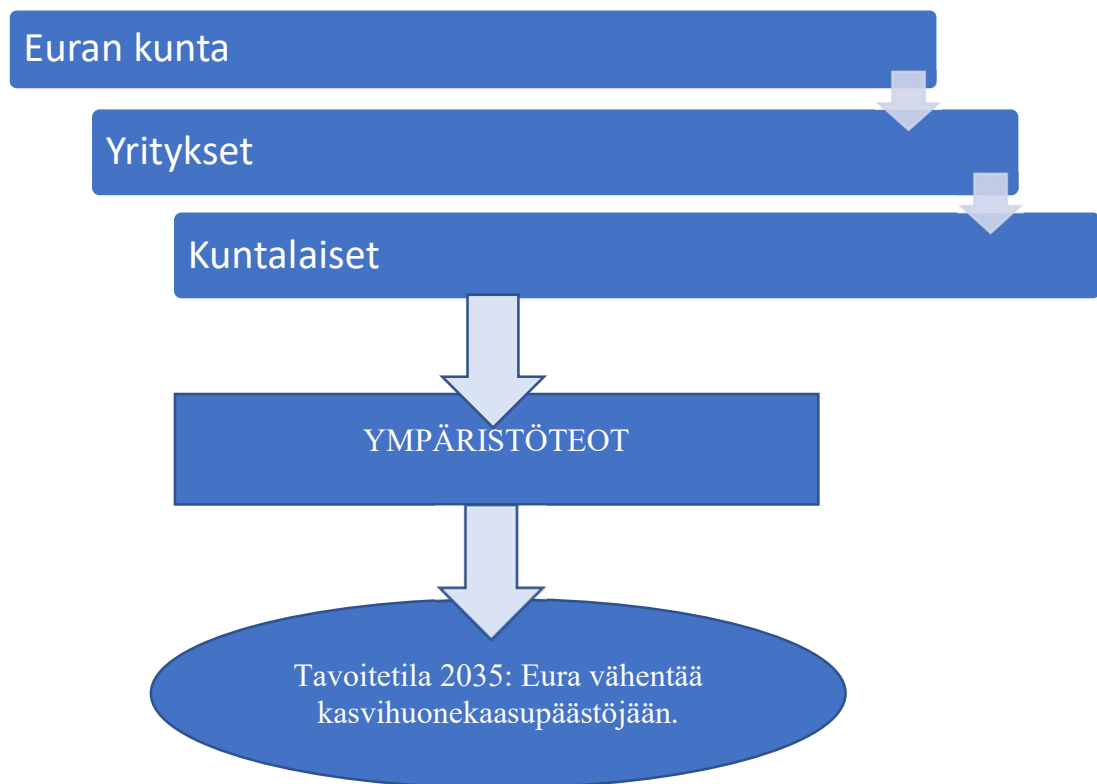 Euran kunta
Yritykset
Kuntalaiset
YMPÄRISTÖTEOT
Tavoitetila 2035: Eura vähentää
kasvihuonekaasupäästöjään.